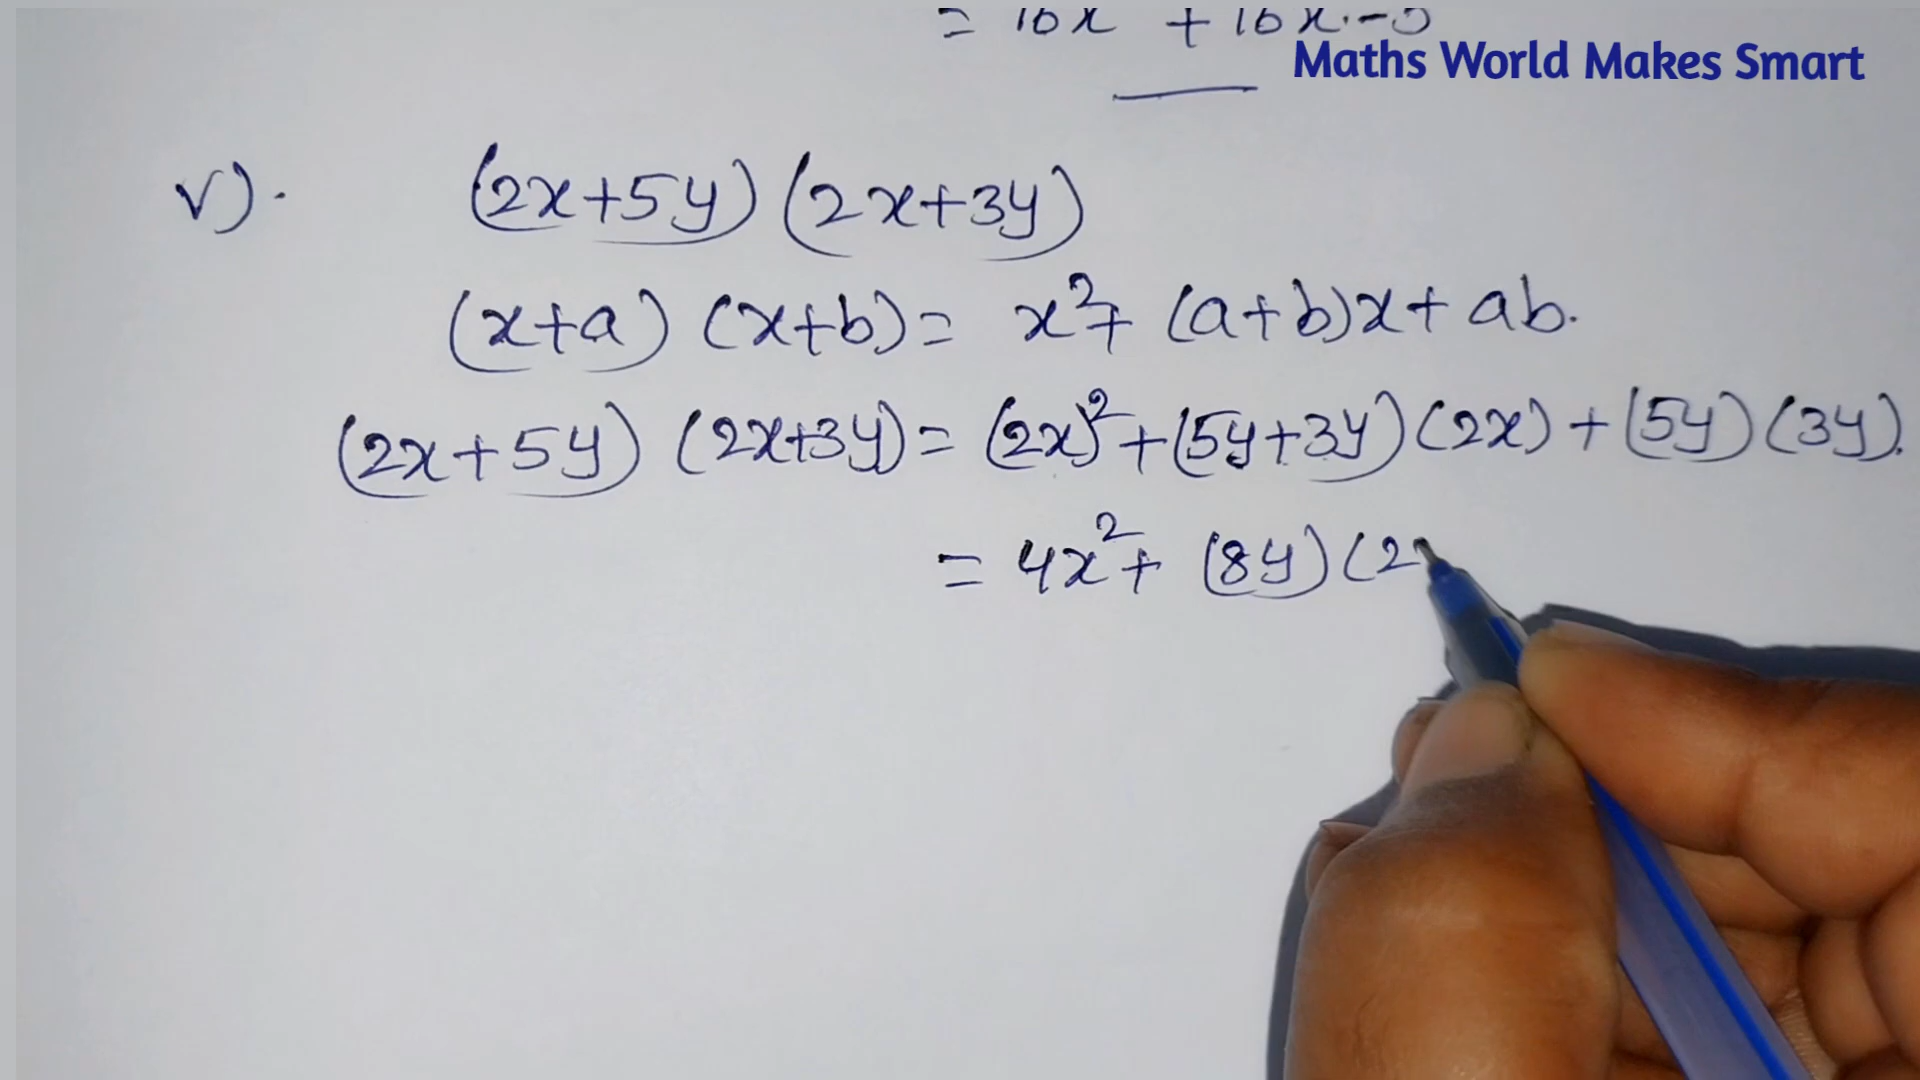 Maths World Makes Smart
v).   (2x+5y)(2x+3y)
(x+a) (x+b) = x²+ (a+b)x+ ab.
(2x+5y) (2x+3y) = (2x)²+(5y+3y)(2x)+(5y)(3y).
= 4x²+ (8y)(2